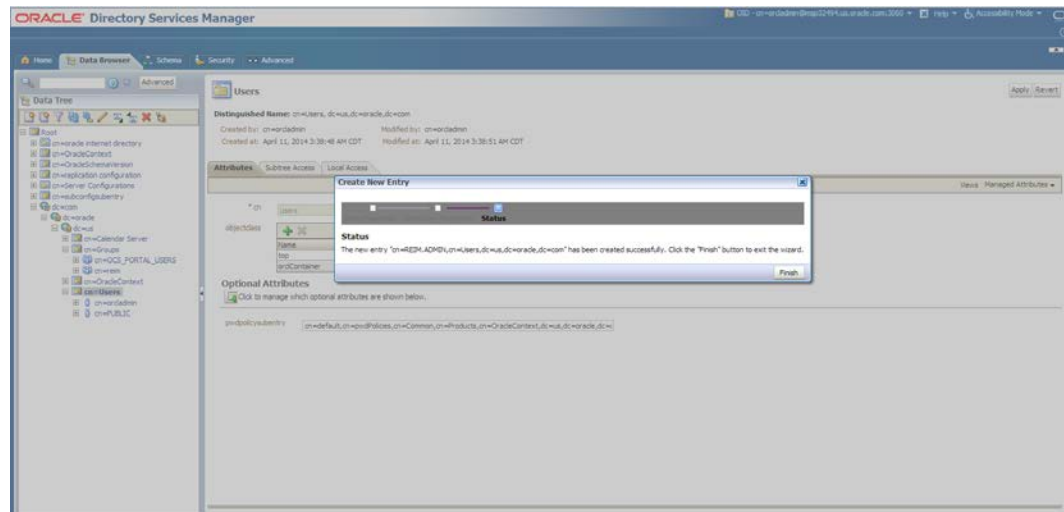 ORACLE Directory Services Manager
Help
Accessibility Mode
Home
Data Browser
Schema
Security
Advanced
Advanced
Data Tree
Root
cn=oracle internet directory
cn=OracleContext
cn=OracleSchemaVersion
cn=replication configuration
cn=Server Configurations
cn=subconfigsubentry
dc=com
dc=oracle
dc=us
cn=Calendar Server
cn=Groups
cn=OCS_PORTAL_USERS
cn=reim
cn=OracleContext
cn=Users
cn=orcladmin
cn=PUBLIC
Users
Apply Revert
Distinguished Name: cn=Users, dc=us,dc=oracle,dc=com
Created by: cn=orcladmin Modified by: cn=orcladmin
Created at: April 11, 2014 3:38:48 AM CDT Modified at: April 11, 2014 3:38:51 AM CDT
Attributes Subtree Access Local Access
Views Managed Attributes
Create New Entry
Status
Status
The new entry "cn=REIM.ADMIN,cn=Users,dc=us,dc=oracle,dc=com" has been created successfully. Click the "Finish" button to exit the wizard.
Finish
* cn Users
objectclass
Name
top
orclContainer
Optional Attributes
Click to manage which optional attributes are shown below.
pwdpolicysubentry cn=default,cn=pwdPolicies,cn=Common,cn=Products,cn=OracleContext,dc=us,dc=oracle,dc=c